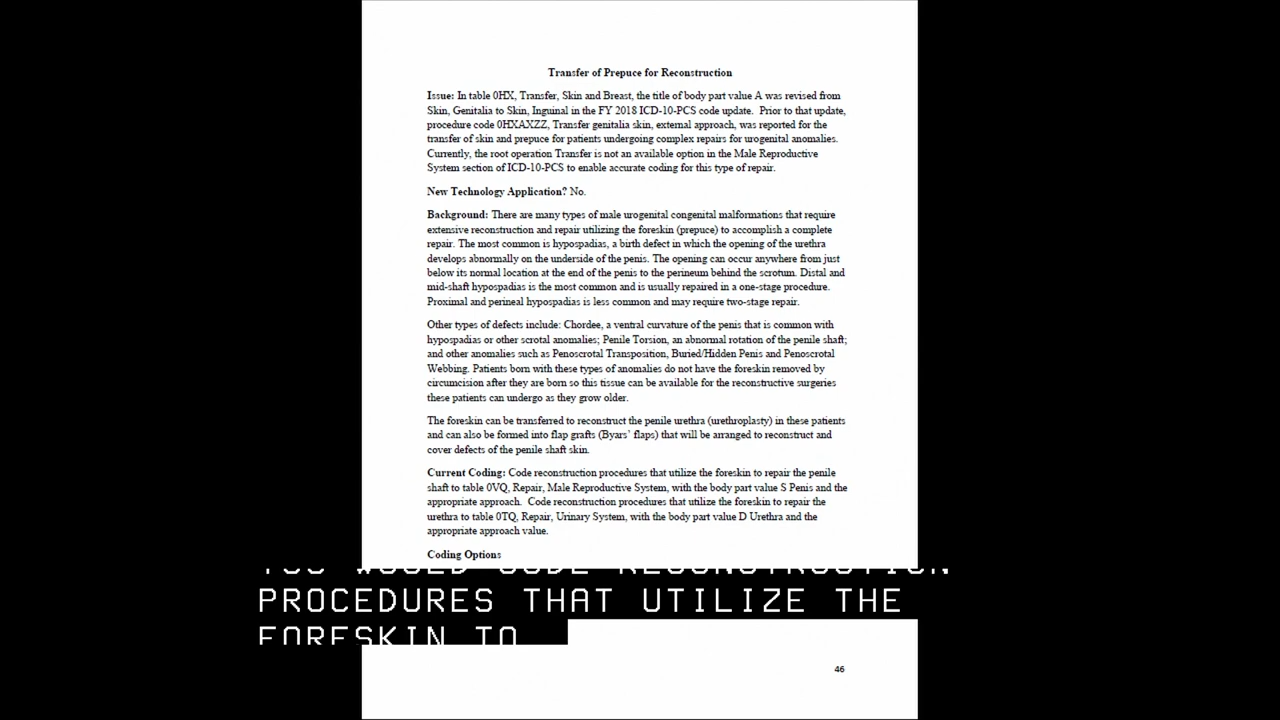 Transfer of Prepuce for Reconstruction
Issue: In table 0HX, Transfer, Skin and Breast, the title of body part value A was revised from
Skin, Genitalia to Skin, Inguinal in the FY 2018 ICD-10-PCS code update. Prior to that update,
procedure code 0HXAXZZ, Transfer genitalia skin, external approach, was reported for the
transfer of skin and prepuce for patients undergoing complex repairs for urogenital anomalies.
Currently, the root operation Transfer is not an available option in the Male Reproductive
System section of ICD-10-PCS to enable accurate coding for this type of repair.
New Technology Application? No.
Background: There are many types of male urogenital congenital malformations that require
extensive reconstruction and repair utilizing the foreskin (prepuce) to accomplish a complete
repair. The most common is hypospadias, a birth defect in which the opening of the urethra
develops abnormally on the underside of the penis. The opening can occur anywhere from just
below its normal location at the end of the penis to the perineum behind the scrotum. Distal and
mid-shaft hypospadias is the most common and is usually repaired in a one-stage procedure.
Proximal and perineal hypospadias is less common and may require two-stage repair.
Other types of defects include: Chordee, a ventral curvature of the penis that is common with
hypospadias or other scrotal anomalies; Penile Torsion, an abnormal rotation of the penile shaft;
and other anomalies such as Penoscrotal Transposition, Buried/Hidden Penis and Penoscrotal
Webbing. Patients born with these types of anomalies do not have the foreskin removed by
circumcision after they are born so this tissue can be available for the reconstructive surgeries
these patients can undergo as they grow older.
The foreskin can be transferred to reconstruct the penile urethra (urethroplasty) in these patients
and can also be formed into flap grafts (Byars' flaps) that will be arranged to reconstruct and
cover defects of the penile shaft skin.
Current Coding: Code reconstruction procedures that utilize the foreskin to repair the penile
shaft to table 0VQ, Repair, Male Reproductive System, with the body part value S Penis and the
appropriate approach. Code reconstruction procedures that utilize the foreskin to repair the
urethra to table 0TQ, Repair, Urinary System, with the body part value D Urethra and the
appropriate approach value.
Coding Options
YOU WOULD CODE RECONSTRUCTION
PROCEDURES THAT UTILIZE THE
FORESKIN TO
46